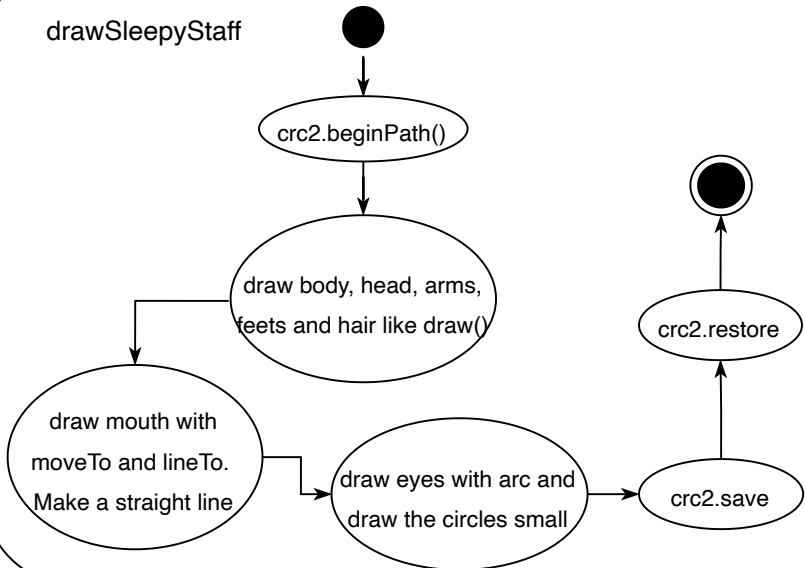 drawSleepyStaff
crc2.beginPath()
draw body, head, arms,
feets and hair like draw()
draw mouth with
moveTo and lineTo.
Make a straight line
draw eyes with arc and
draw the circles small
crc2.save
crc2.restore